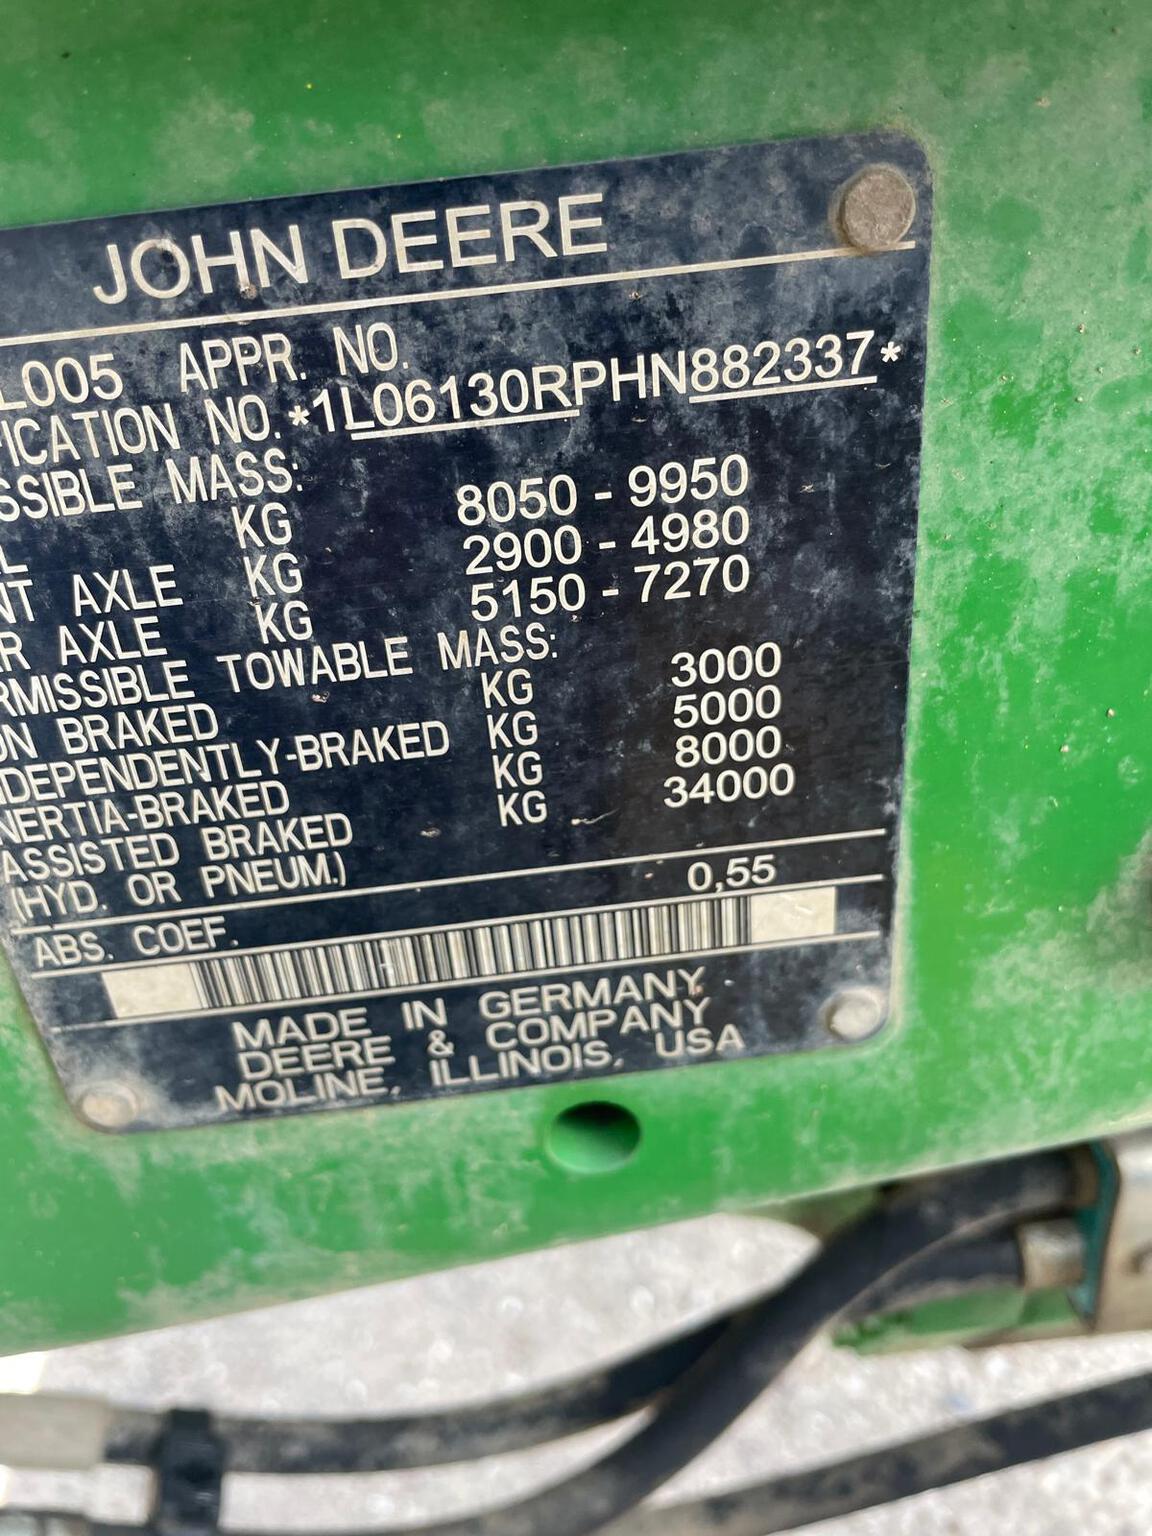 JOHN DEERE
L005 APPR. NO.
FICATION NO. *1L06130RPHN882337*
SSIBLE MASS:
L KG 8050 - 9950
NT AXLE KG 2900 - 4980
R AXLE KG 5150 - 7270
RMISSIBLE TOWABLE MASS:
ON BRAKED KG 3000
DEPENDENTLY-BRAKED KG 5000
NERTIA-BRAKED KG 8000
ASSISTED BRAKED KG 34000
(HYD. OR PNEUM.)
ABS. COEF. 0,55
MADE IN GERMANY
DEERE & COMPANY
MOLINE, ILLINOIS, USA